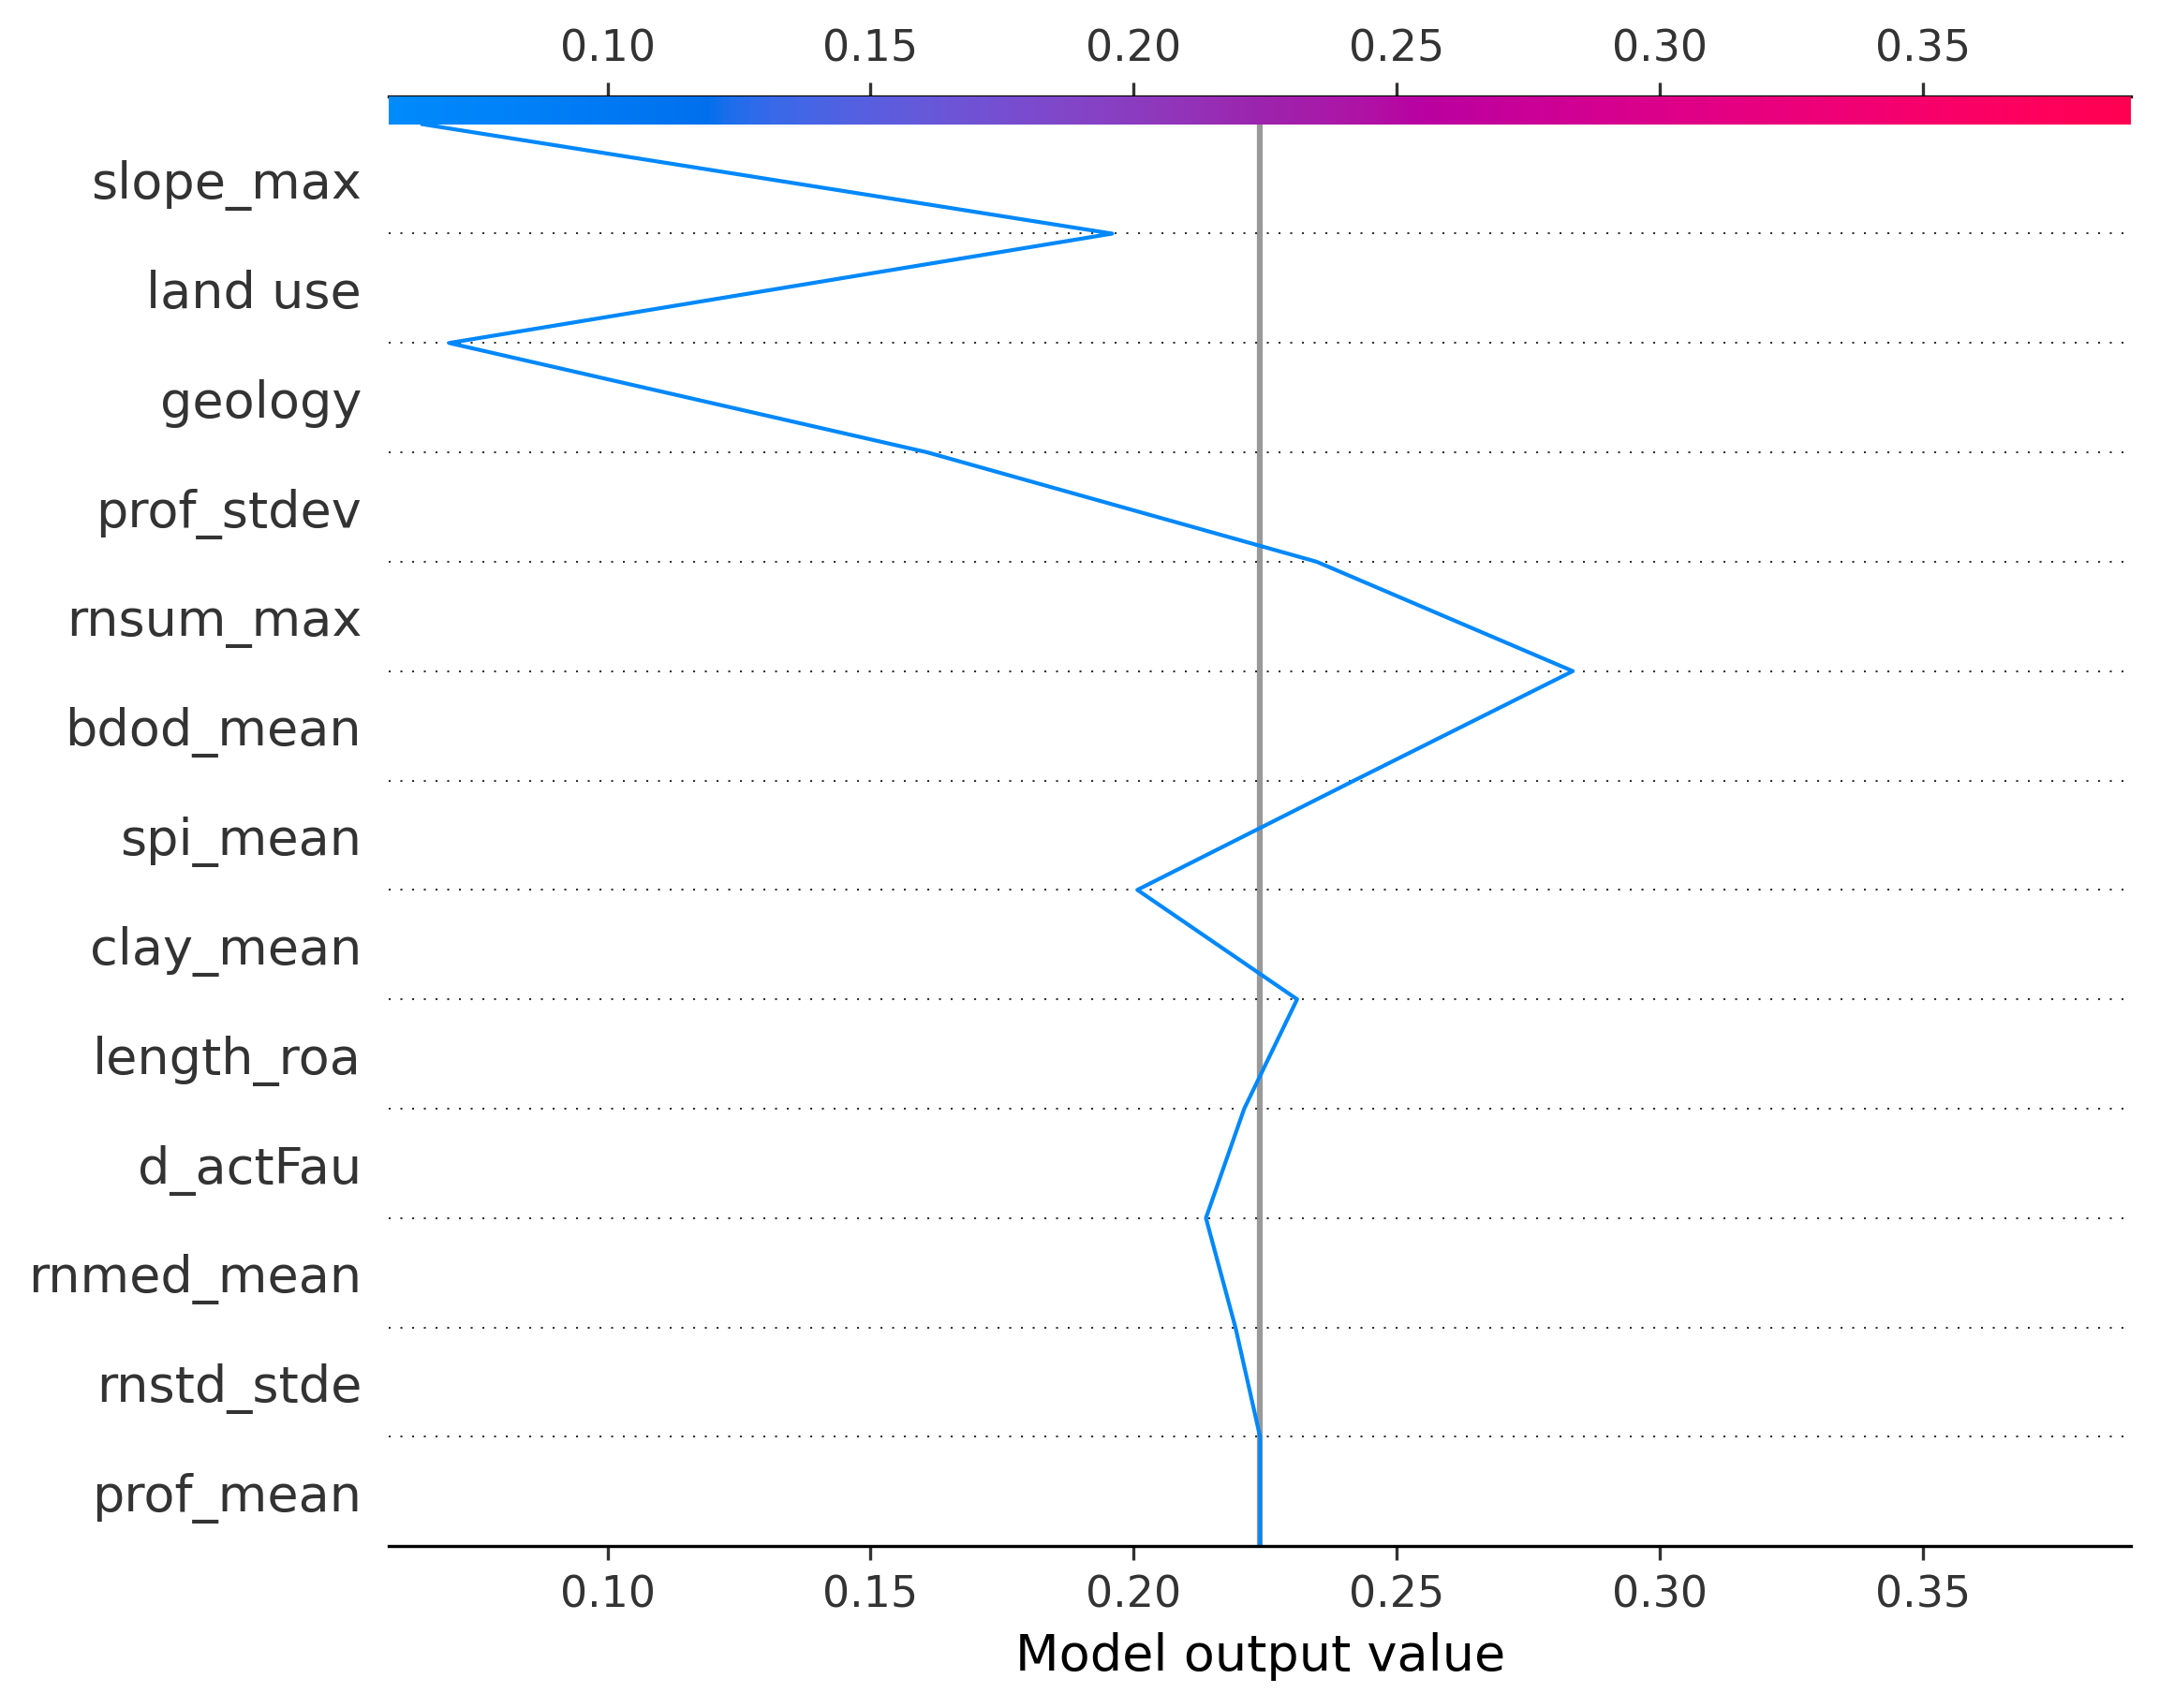 0.10 0.15 0.20 0.25 0.30 0.35
slope_max
land use
geology
prof_stdev
rnsum_max
bdod_mean
spi_mean
clay_mean
length_roa
d_actFau
rnmed_mean
rnstd_stde
prof_mean
0.10 0.15 0.20 0.25 0.30 0.35
Model output value